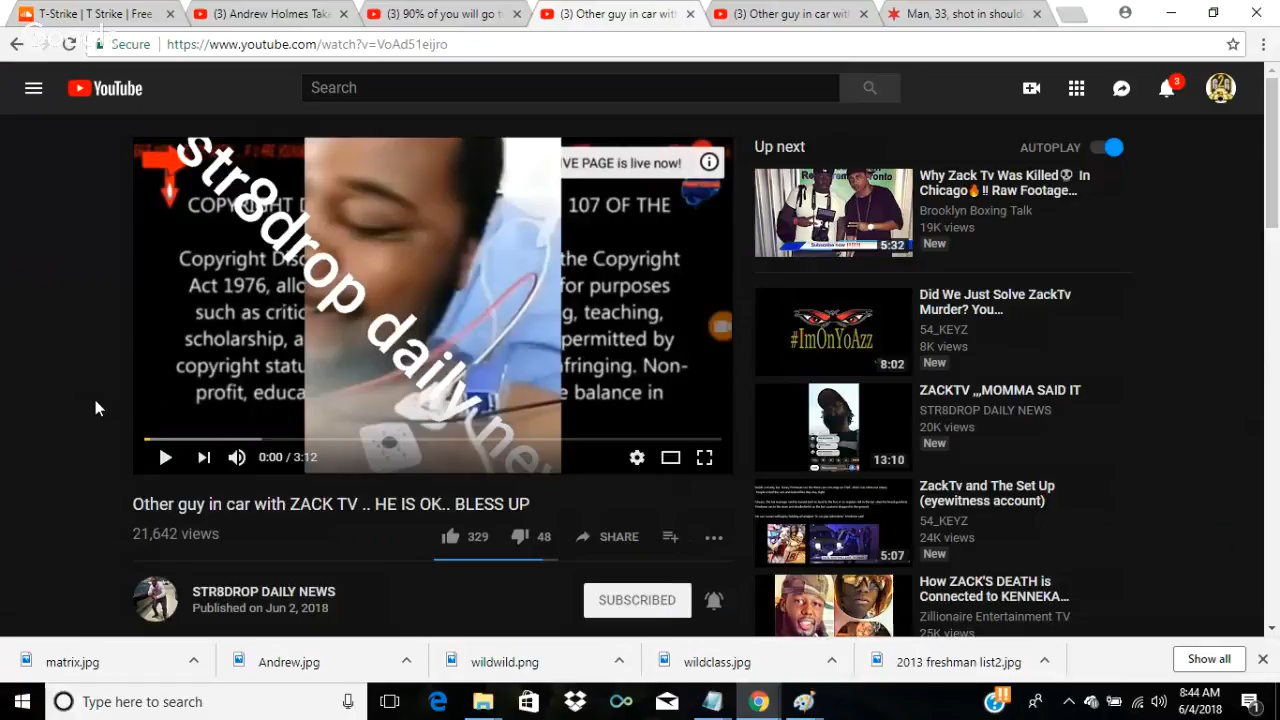 T-Strike | T-Strike | Free
(3) Andrew Holmes Take
(3) 90% of you will go t
(3) Other guy in car wit
(3) Other guy in car wit
Man, 33, shot in should
Secure
https://www.youtube.com/watch?v=VoAd51eijro
YouTube
Search
3
IVE PAGE is live now!
COPYRIGHT D
107 OF THE
Copyright Disc
the Copyright
Act 1976, allo
for purposes
such as critic
g, teaching,
scholarship, a
permitted by
copyright statu
fringing. Non-
profit, educa
e balance in
str8drop daily new
0:00 / 3:12
Other guy in car with ZACK TV... HE IS OK BLESS UP
views
329
48
SHARE
STR8DROP DAILY NEWS
Published on Jun 2, 2018
SUBSCRIBED
Up next
AUTOPLAY
5:32
Why Zack Tv Was Killed In
Chicago !! Raw Footage...
Brooklyn Boxing Talk
19K views
New
#ImOnYoAzz
8:02
Did We Just Solve ZackTv
Murder? You...
54_KEYZ
8K views
New
13:10
ZACKTV ,,,MOMMA SAID IT
STR8DROP DAILY NEWS
20K views
New
5:07
ZackTv and The Set Up
(eyewitness account)
54_KEYZ
24K views
New
How ZACK'S DEATH is
Connected to KENNEKA...
Zillionaire Entertainment TV
25K views
matrix.jpg
Andrew.jpg
wildwild.png
wildclass.jpg
2013 freshman list2.jpg
Show all
Type here to search
8:44 AM
6/4/2018
1